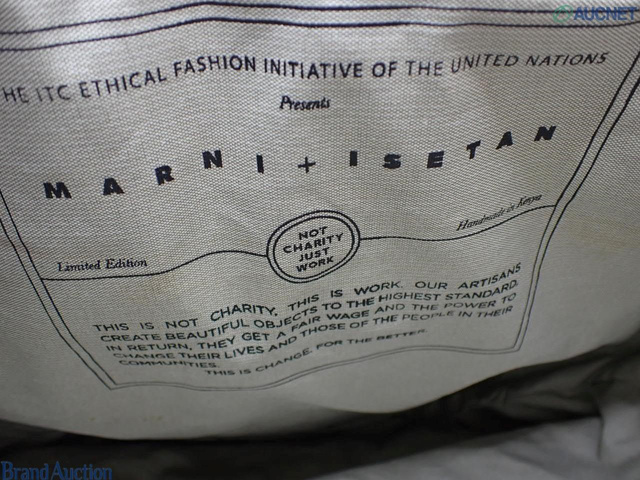 AUCNET
HE ITC ETHICAL FASHION INITIATIVE OF THE UNITED NATIONS
Presents
MARNI + ISETAN
Limited Edition
NOT
CHARITY
JUST
WORK
Handmade in Kenya
THIS IS NOT CHARITY. THIS IS WORK. OUR ARTISANS
CREATE BEAUTIFUL OBJECTS TO THE HIGHEST STANDARD.
IN RETURN, THEY GET A FAIR WAGE AND THE POWER TO
CHANGE THEIR LIVES AND THOSE OF THE PEOPLE IN THEIR
COMMUNITIES.
THIS IS CHANGE, FOR THE BETTER.
Brand Auction